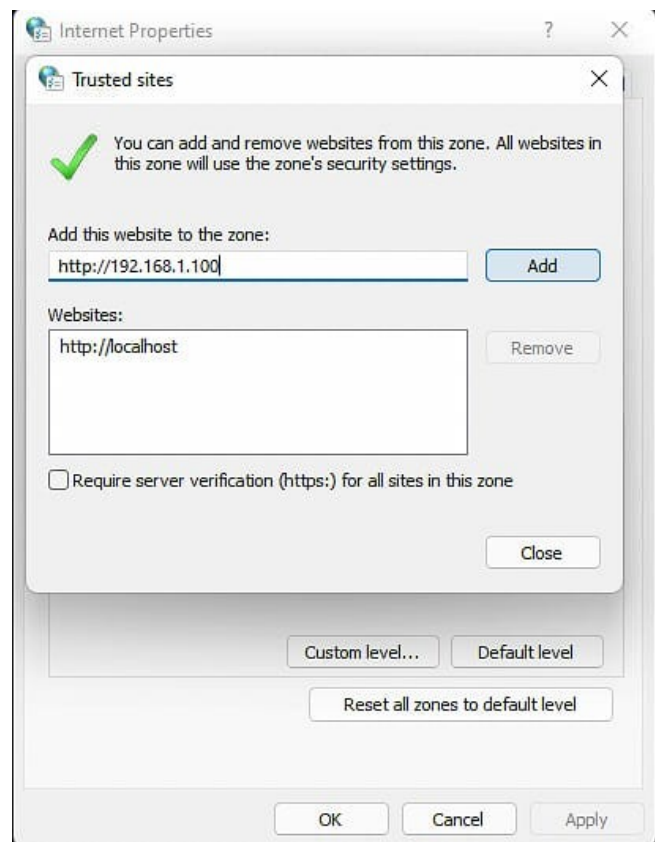 Internet Properties
?
Trusted sites
You can add and remove websites from this zone. All websites in
this zone will use the zone's security settings.
Add this website to the zone:
http://192.168.1.100
Add
Websites:
http://localhost
Remove
Require server verification (https:) for all sites in this zone
Close
Custom level...
Default level
Reset all zones to default level
OK
Cancel
Apply